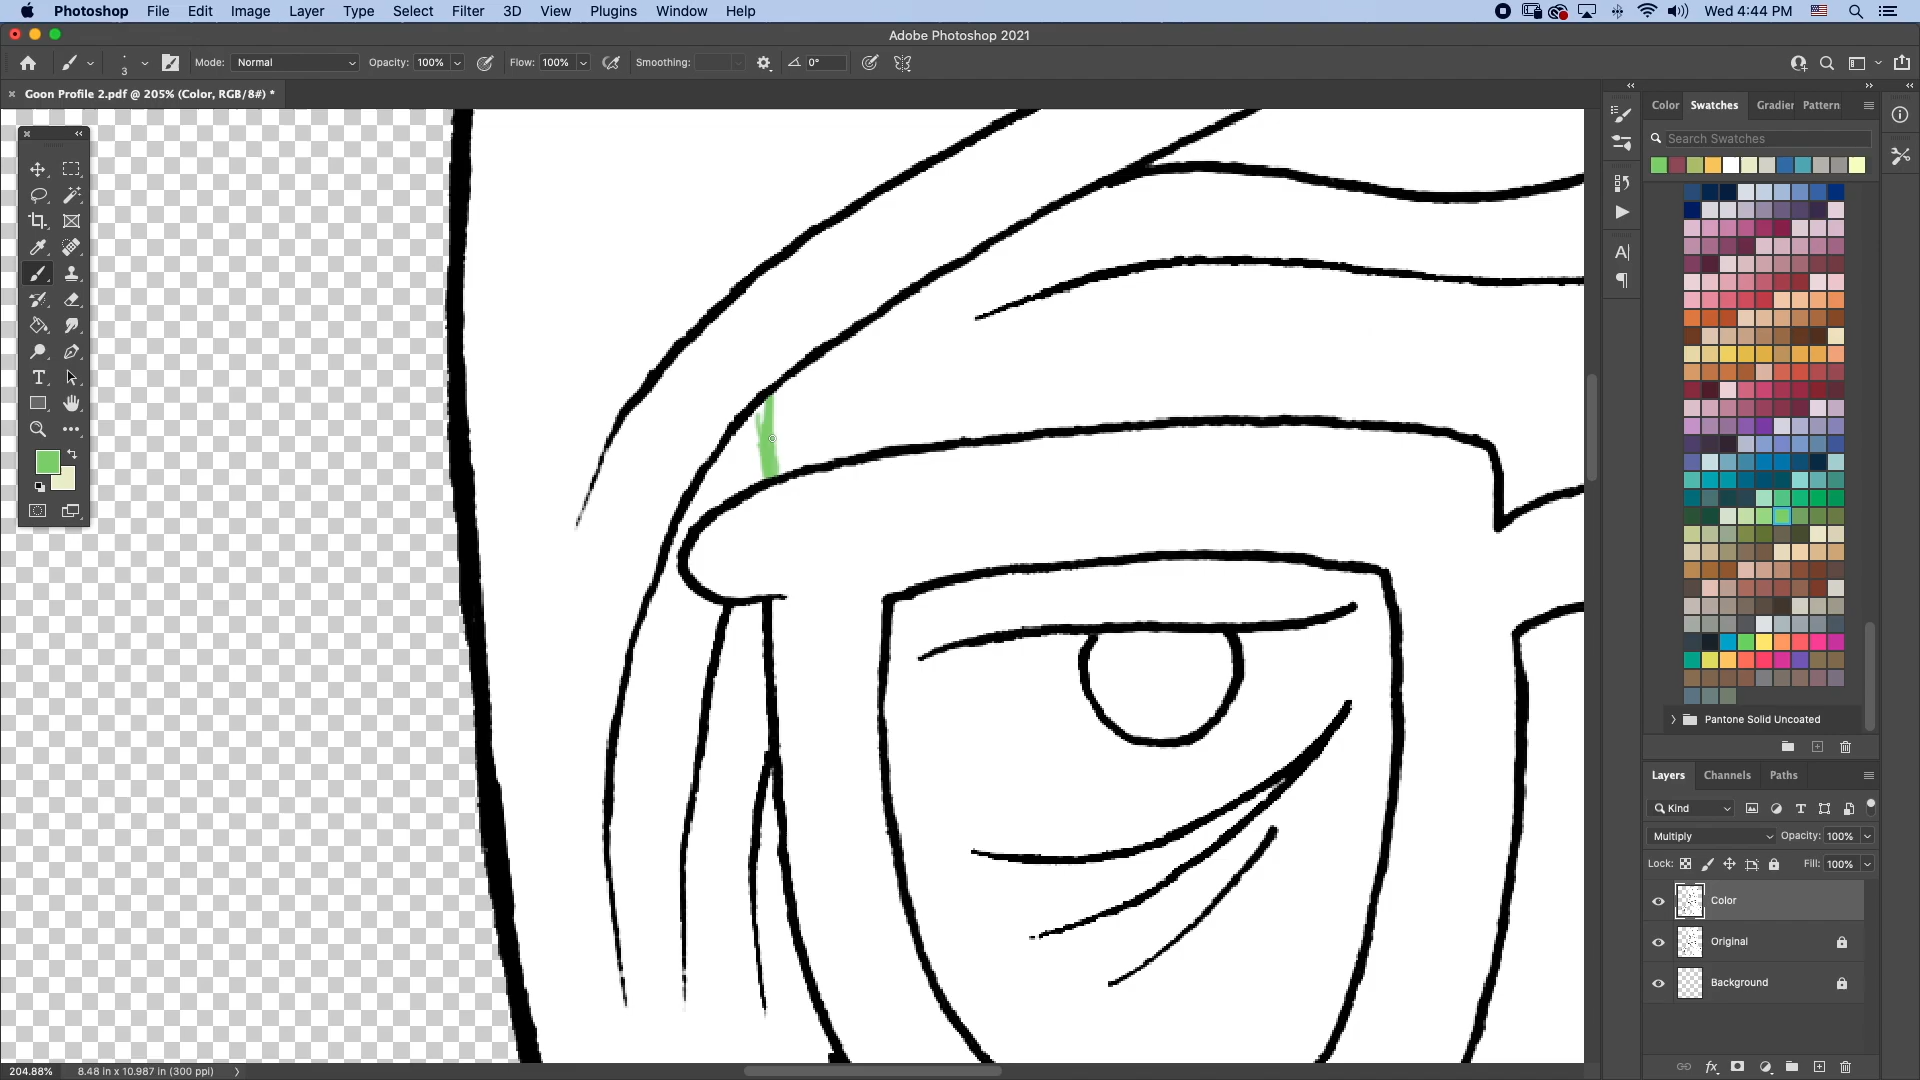 Photoshop File Edit Image Layer Type Select Filter 3D View Plugins Window Help Wed 4:44 PM
Adobe Photoshop 2021
3 Mode: Normal Opacity: 100% Flow: 100% Smoothing: 0°
Goon Profile 2.pdf @ 205% (Color, RGB/8#) *
Color Swatches Gradier Pattern
Search Swatches
Pantone Solid Uncoated
Layers Channels Paths
Kind
Multiply Opacity: 100%
Lock: Fill: 100%
Color
Original
Background
204.88% 8.48 in x 10.987 in (300 ppi)